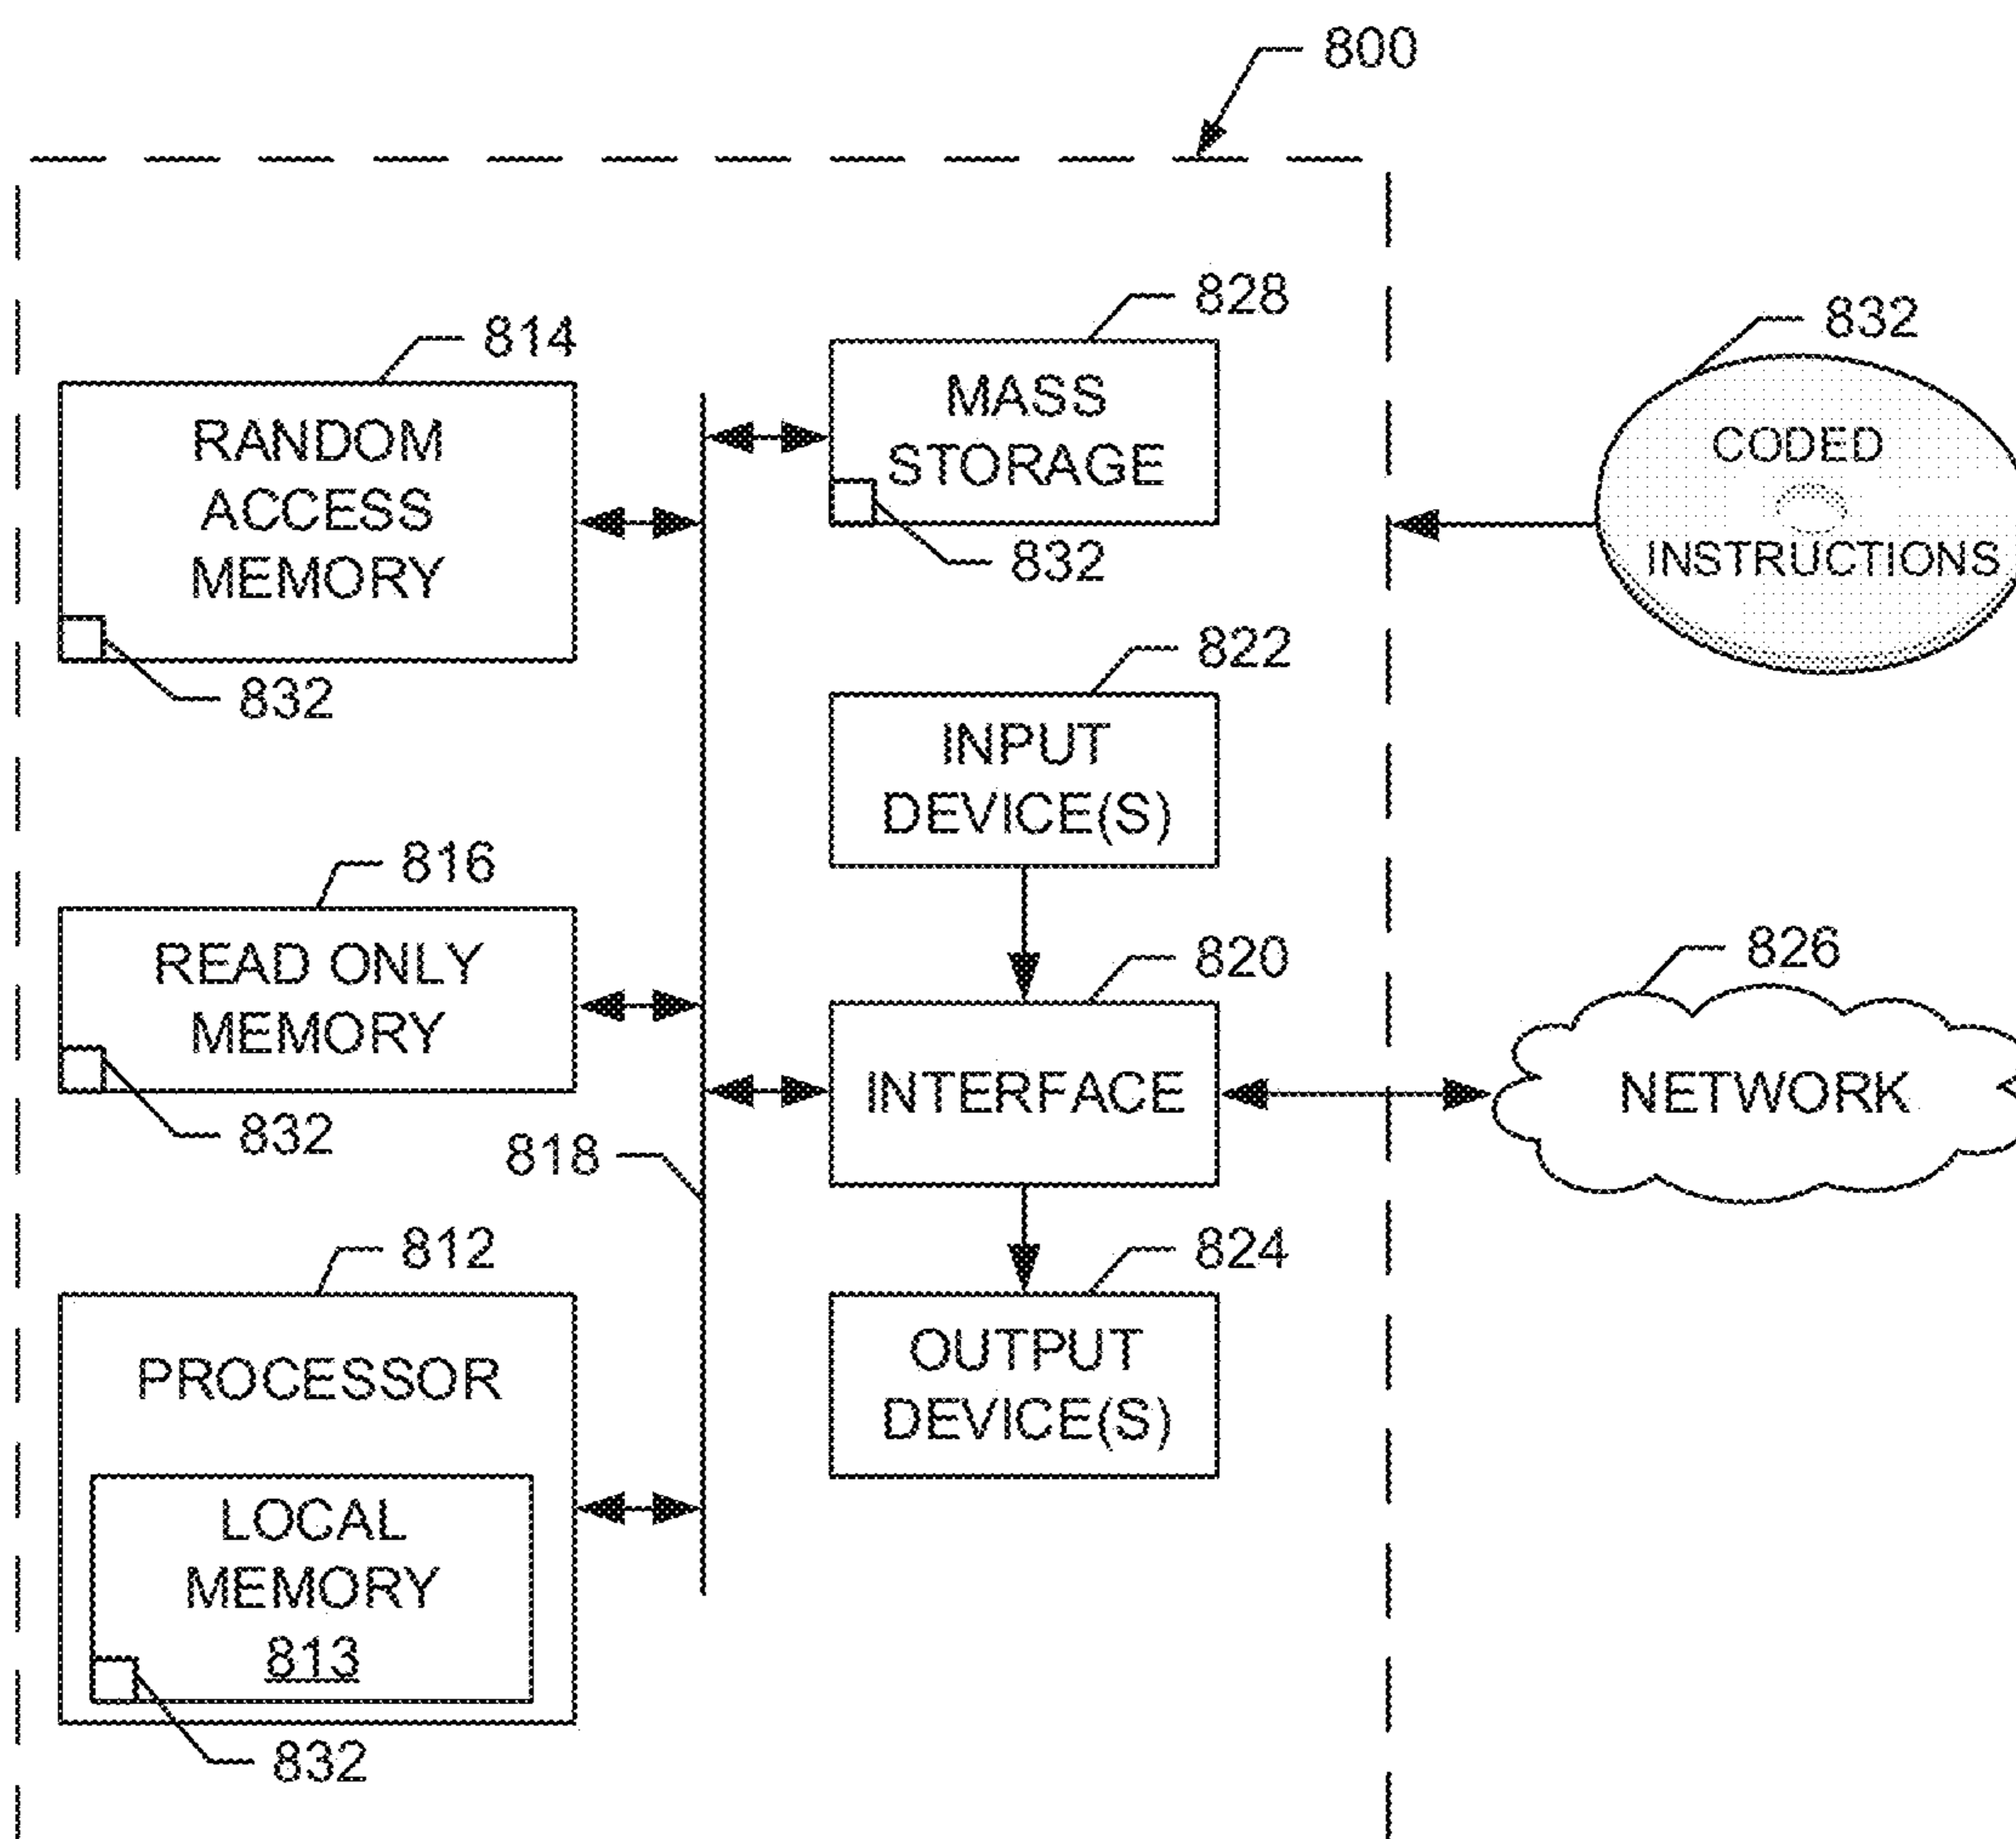 800
828
814
832
MASS
STORAGE
RANDOM
ACCESS
MEMORY
CODED
INSTRUCTIONS
832
832
822
INPUT
DEVICE(S)
816
READ ONLY
MEMORY
820
826
INTERFACE
NETWORK
832
818
812
824
PROCESSOR
OUTPUT
DEVICE(S)
LOCAL
MEMORY
813
832